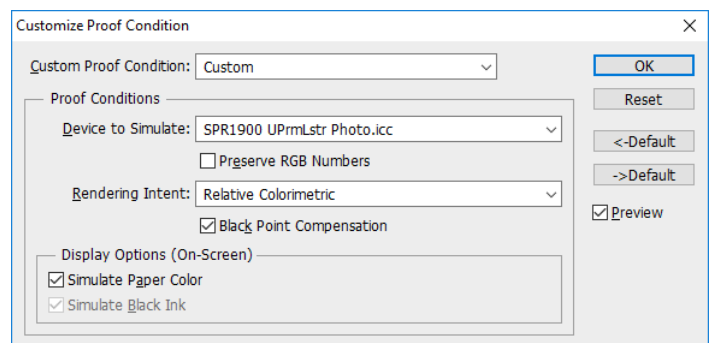 Customize Proof Condition
Custom Proof Condition: Custom
OK
Proof Conditions
Reset
Device to Simulate: SPR1900 UPrmLstr Photo.icc
<-Default
Preserve RGB Numbers
->Default
Rendering Intent: Relative Colorimetric
Preview
Black Point Compensation
Display Options (On-Screen)
Simulate Paper Color
Simulate Black Ink